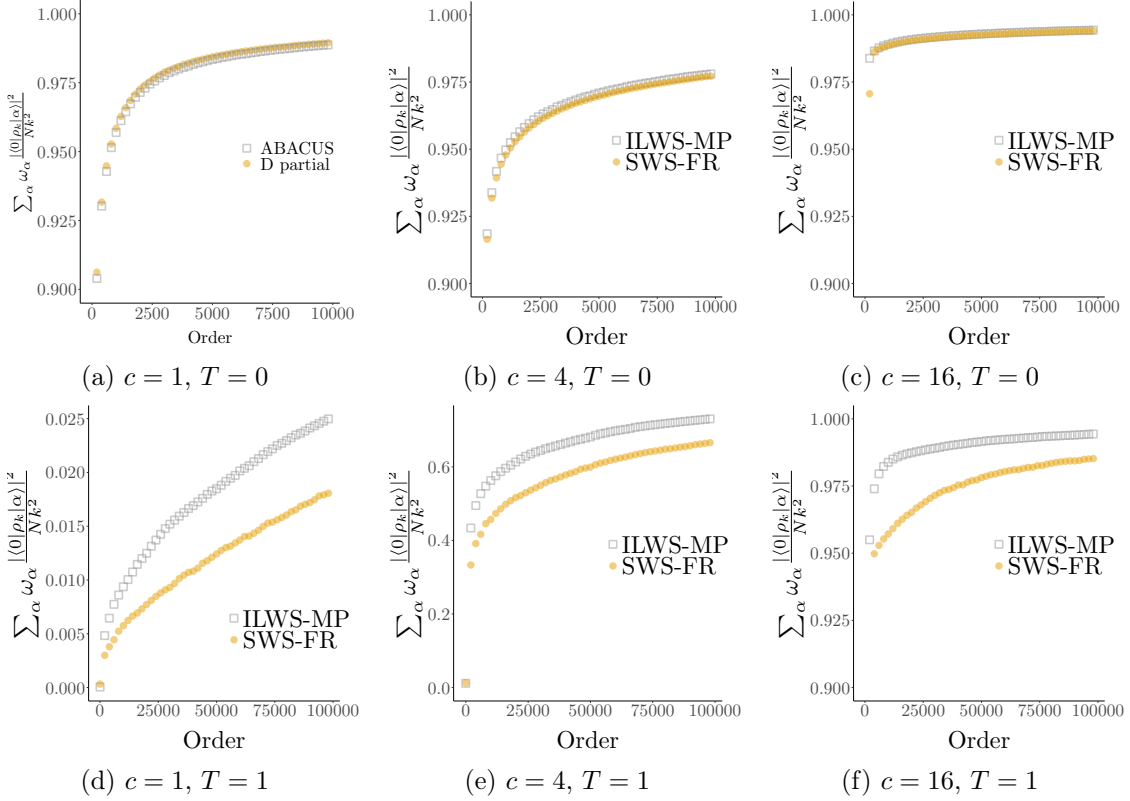 1.000
0.975
0.950
0.925
0.900
∑α ωα |⟨0|ρk|α⟩|² / Nk²
ABACUS
D partial
0 2500 5000 7500 10000
Order
(a) c = 1, T = 0
1.000
0.975
0.950
0.925
0.900
∑α ωα |⟨0|ρk|α⟩|² / Nk²
ILWS-MP
SWS-FR
0 2500 5000 7500 10000
Order
(b) c = 4, T = 0
1.000
0.975
0.950
0.925
0.900
∑α ωα |⟨0|ρk|α⟩|² / Nk²
ILWS-MP
SWS-FR
0 2500 5000 7500 10000
Order
(c) c = 16, T = 0
0.025
0.020
0.015
0.010
0.005
0.000
∑α ωα |⟨0|ρk|α⟩|² / Nk²
ILWS-MP
SWS-FR
0 25000 50000 75000 100000
Order
(d) c = 1, T = 1
0.6
0.4
0.2
0.0
∑α ωα |⟨0|ρk|α⟩|² / Nk²
ILWS-MP
SWS-FR
0 25000 50000 75000 100000
Order
(e) c = 4, T = 1
1.000
0.975
0.950
0.925
0.900
∑α ωα |⟨0|ρk|α⟩|² / Nk²
ILWS-MP
SWS-FR
0 25000 50000 75000 100000
Order
(f) c = 16, T = 1